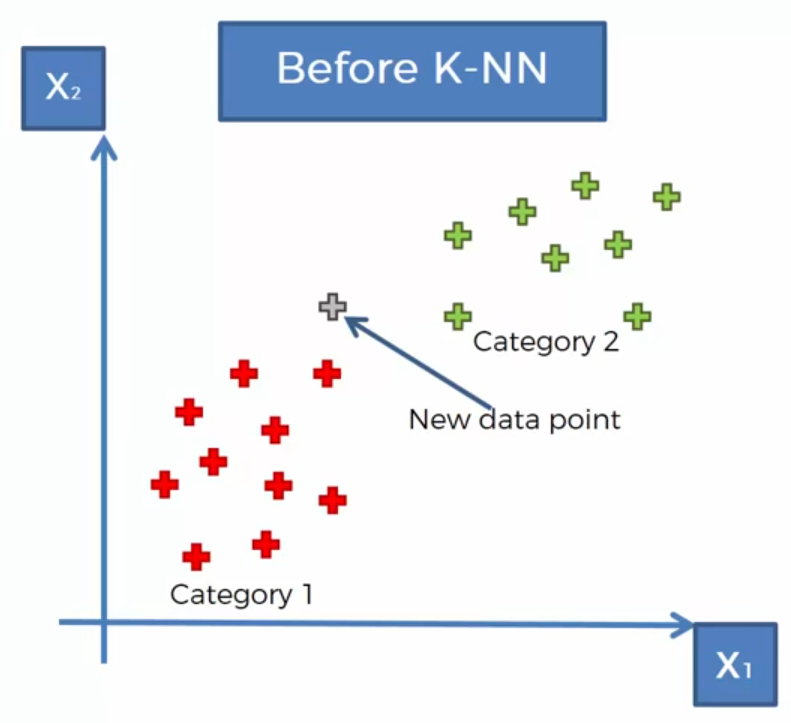 Before K-NN
X₂
Category 2
New data point
Category 1
X₁